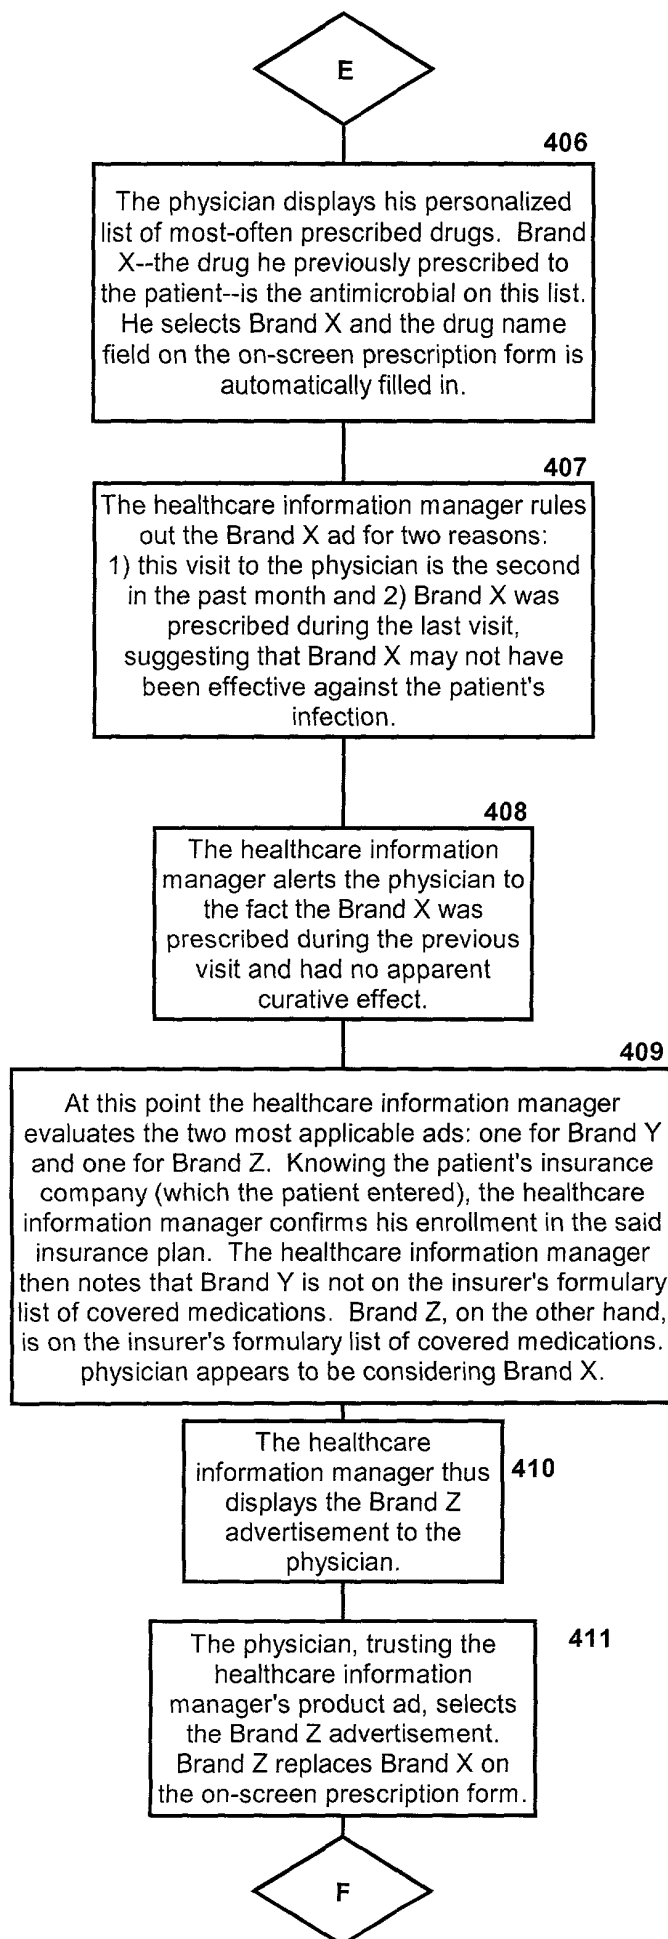 E
406
The physician displays his personalized
list of most-often prescribed drugs. Brand
X--the drug he previously prescribed to
the patient--is the antimicrobial on this list.
He selects Brand X and the drug name
field on the on-screen prescription form is
automatically filled in.
407
The healthcare information manager rules
out the Brand X ad for two reasons:
1) this visit to the physician is the second
in the past month and 2) Brand X was
prescribed during the last visit,
suggesting that Brand X may not have
been effective against the patient's
infection.
408
The healthcare information
manager alerts the physician to
the fact the Brand X was
prescribed during the previous
visit and had no apparent
curative effect.
409
At this point the healthcare information manager
evaluates the two most applicable ads: one for Brand Y
and one for Brand Z. Knowing the patient's insurance
company (which the patient entered), the healthcare
information manager confirms his enrollment in the said
insurance plan. The healthcare information manager
then notes that Brand Y is not on the insurer's formulary
list of covered medications. Brand Z, on the other hand,
is on the insurer's formulary list of covered medications.
physician appears to be considering Brand X.
The healthcare
information manager thus
displays the Brand Z
advertisement to the
physician.
410
The physician, trusting the
healthcare information
manager's product ad, selects
the Brand Z advertisement.
Brand Z replaces Brand X on
the on-screen prescription form.
411
F